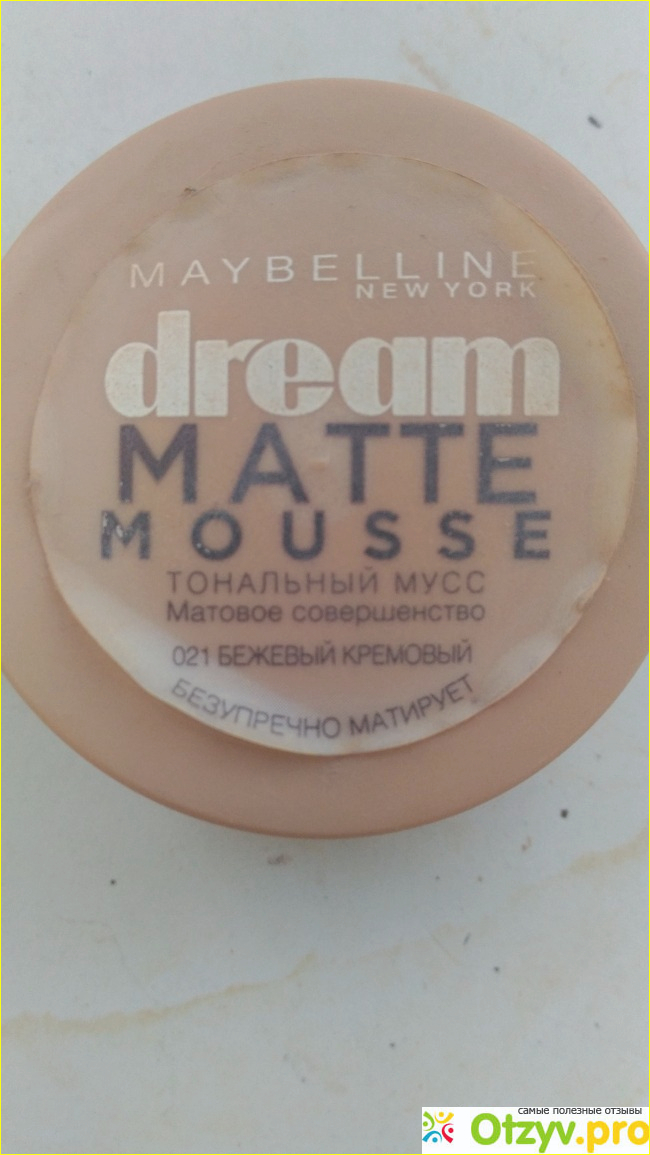 MAYBELLINE
NEW YORK
dream
MATTE
MOUSSE
ТОНАЛЬНЫЙ МУСС
Матовое совершенство
021 БЕЖЕВЫЙ КРЕМОВЫЙ
БЕЗУПРЕЧНО МАТИРУЕТ
самые полезные отзывы
Otzyv.pro